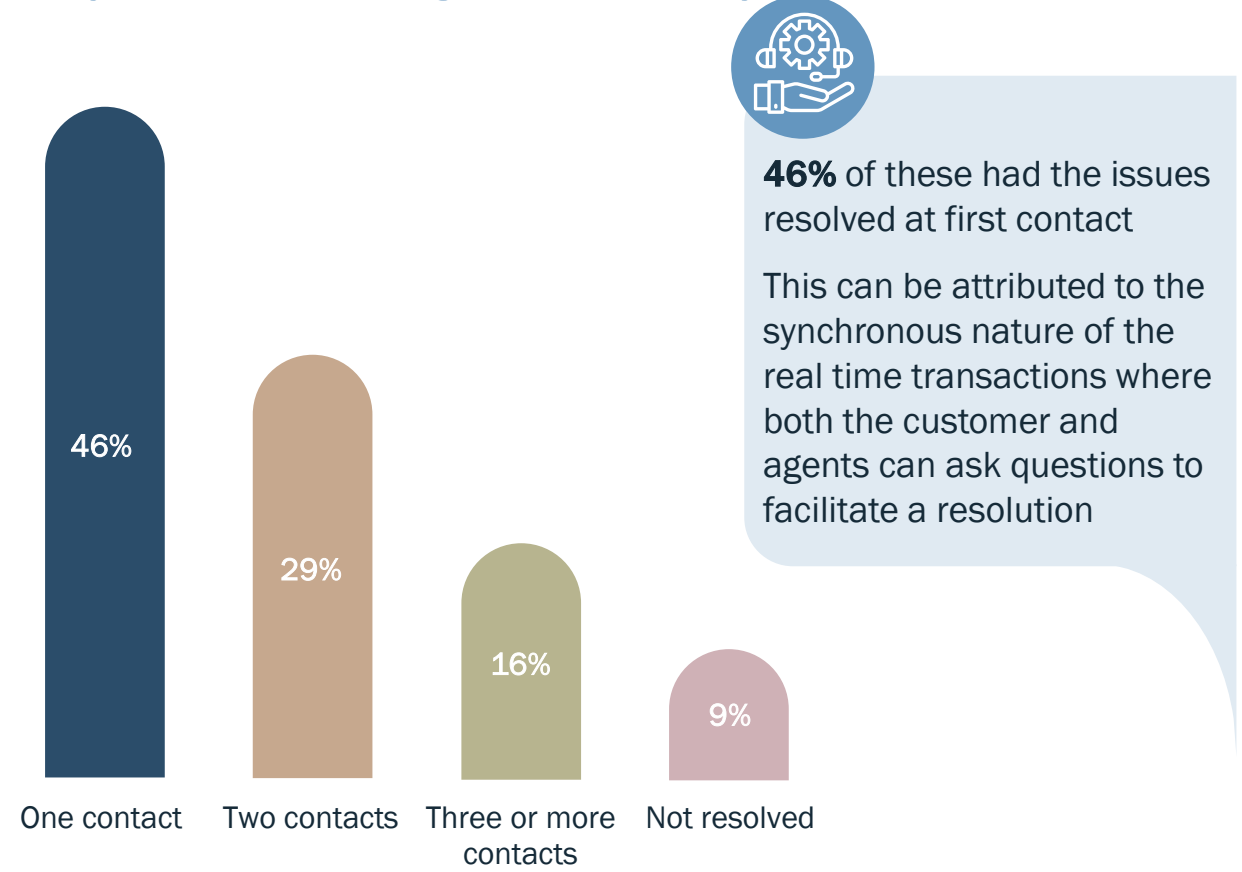 46%
29%
16%
9%
One contact
Two contacts
Three or more
contacts
Not resolved
46% of these had the issues
resolved at first contact
This can be attributed to the
synchronous nature of the
real time transactions where
both the customer and
agents can ask questions to
facilitate a resolution